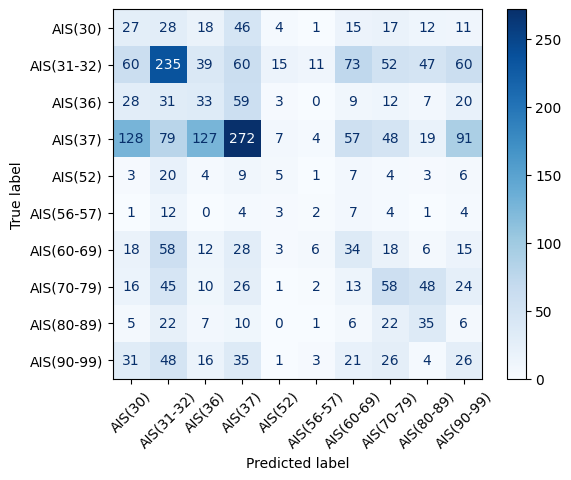 AIS(30) 27 28 18 46 4 1 15 17 12 11
AIS(31-32) 60 235 39 60 15 11 73 52 47 60
AIS(36) 28 31 33 59 3 0 9 12 7 20
AIS(37) 128 79 127 272 7 4 57 48 19 91
AIS(52) 3 20 4 9 5 1 7 4 3 6
AIS(56-57) 1 12 0 4 3 2 7 4 1 4
AIS(60-69) 18 58 12 28 3 6 34 18 6 15
AIS(70-79) 16 45 10 26 1 2 13 58 48 24
AIS(80-89) 5 22 7 10 0 1 6 22 35 6
AIS(90-99) 31 48 16 35 1 3 21 26 4 26
AIS(30) AIS(31-32) AIS(36) AIS(37) AIS(52) AIS(56-57) AIS(60-69) AIS(70-79) AIS(80-89) AIS(90-99)
Predicted label
True label
250
200
150
100
50
0